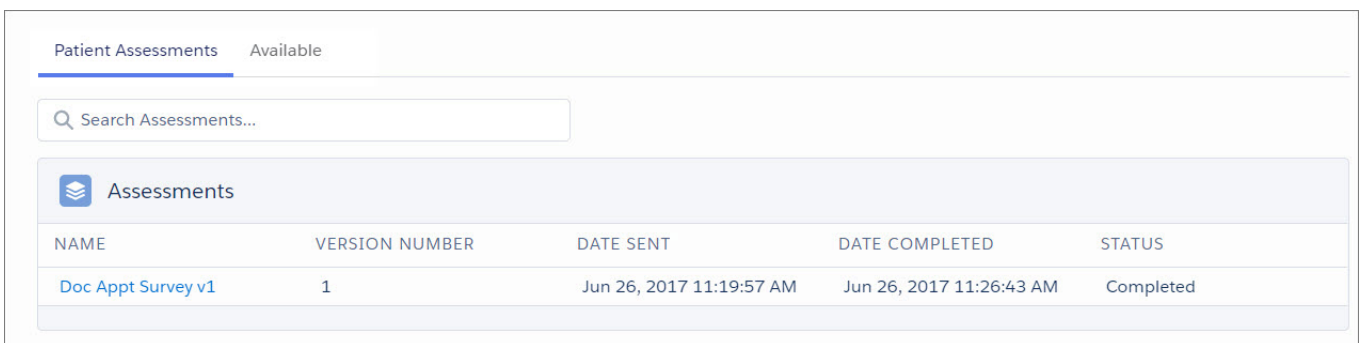 Patient Assessments Available
Search Assessments...
Assessments
NAME VERSION NUMBER DATE SENT DATE COMPLETED STATUS
Doc Appt Survey v1 1 Jun 26, 2017 11:19:57 AM Jun 26, 2017 11:26:43 AM Completed